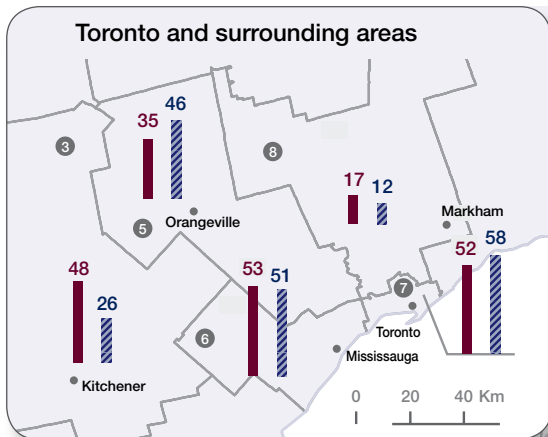 Toronto and surrounding areas
46
35
3
8
17
12
Orangeville
Markham
5
58
52
48
53
51
7
26
Toronto
6
Mississauga
Kitchener
0 40 Km
20